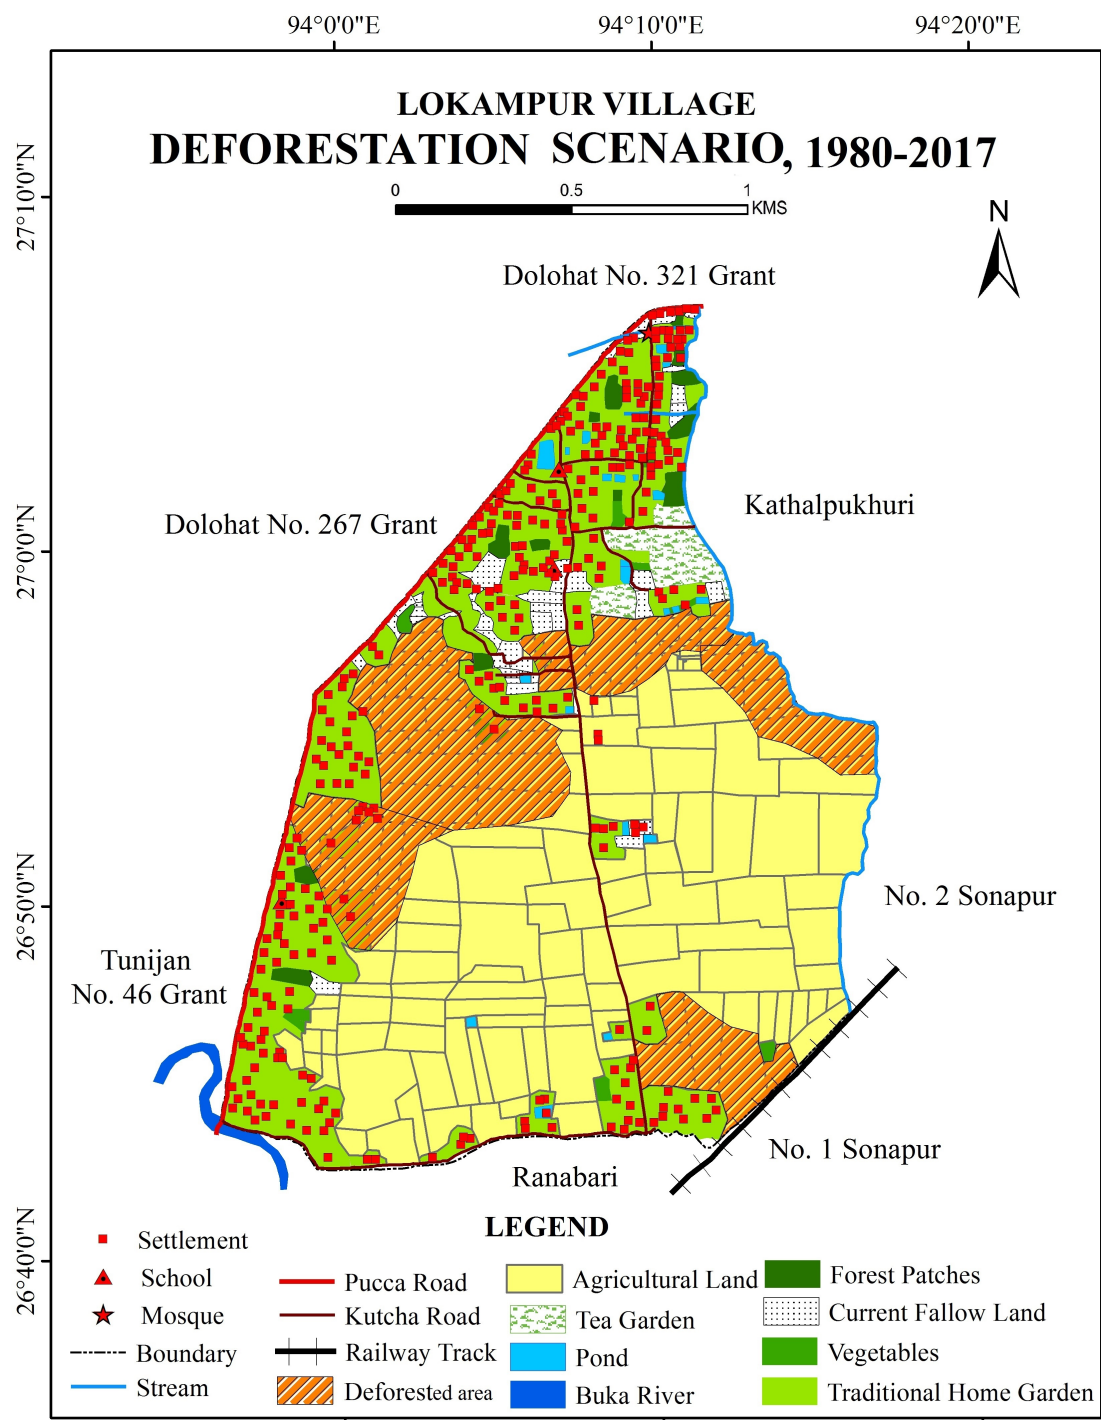 94°0'0"E
94°10'0"E
94°20'0"E
LOKAMPUR VILLAGE
DEFORESTATION SCENARIO, 1980-2017
0 0.5 1
KMS
N
27°10'0"N
Dolohat No. 321 Grant
Kathalpukhuri
Dolohat No. 267 Grant
27°0'0"N
No. 2 Sonapur
26°50'0"N
Tunijan
No. 46 Grant
No. 1 Sonapur
Ranabari
26°40'0"N
LEGEND
Settlement
School
Mosque
Boundary
Stream
Pucca Road
Kutcha Road
Railway Track
Deforested area
Agricultural Land
Tea Garden
Pond
Buka River
Forest Patches
Current Fallow Land
Vegetables
Traditional Home Garden